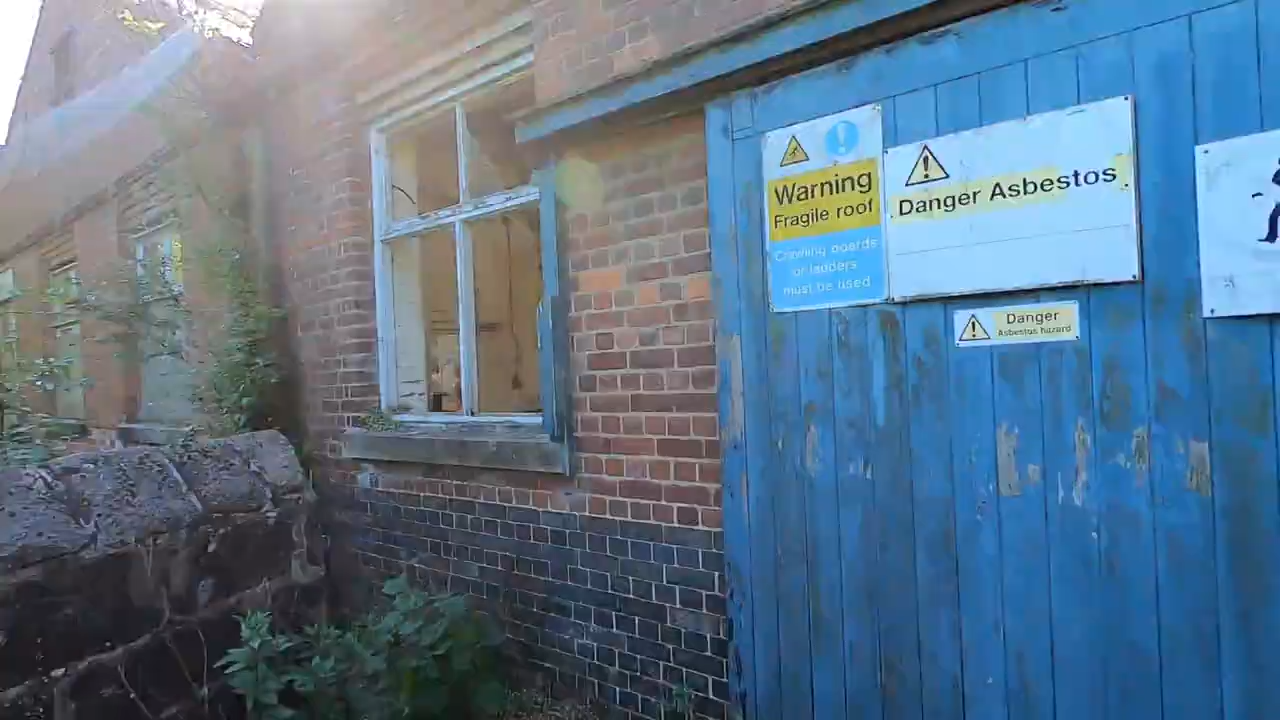 Warning
Fragile roof
Crawling boards
or ladders
must be used
Danger Asbestos
Danger
Asbestos hazard